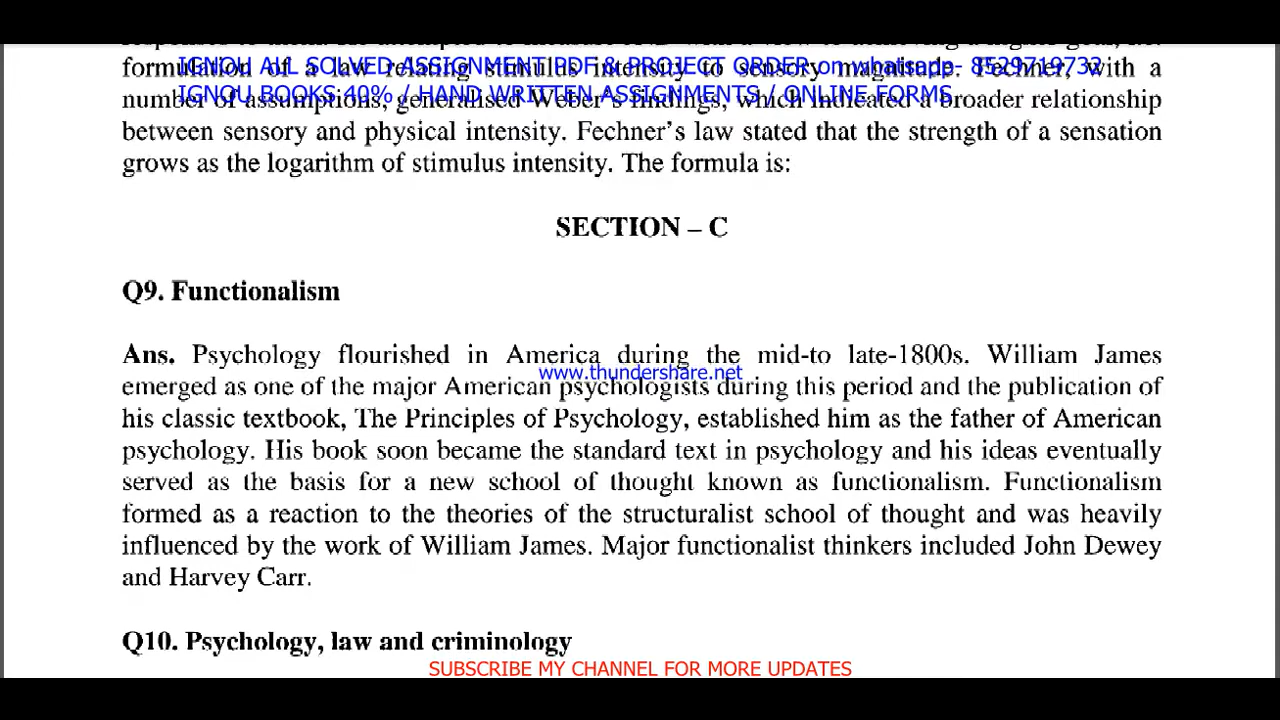 IGNOU ALL SOLVED ASSIGNMENT PDF & PROJECT ORDER on whatsapp- 8529719732
formulation of a law relating stimulus intensity to sensory magnitude. Fechner, with a
IGNOU BOOKS 40% / HAND WRITTEN ASSIGNMENTS / ONLINE FORMS
number of assumptions, generalised Weber's findings, which indicated a broader relationship
between sensory and physical intensity. Fechner's law stated that the strength of a sensation
grows as the logarithm of stimulus intensity. The formula is:
SECTION – C
Q9. Functionalism
Ans. Psychology flourished in America during the mid-to late-1800s. William James
www.thundershare.net
emerged as one of the major American psychologists during this period and the publication of
his classic textbook, The Principles of Psychology, established him as the father of American
psychology. His book soon became the standard text in psychology and his ideas eventually
served as the basis for a new school of thought known as functionalism. Functionalism
formed as a reaction to the theories of the structuralist school of thought and was heavily
influenced by the work of William James. Major functionalist thinkers included John Dewey
and Harvey Carr.
Q10. Psychology, law and criminology
SUBSCRIBE MY CHANNEL FOR MORE UPDATES